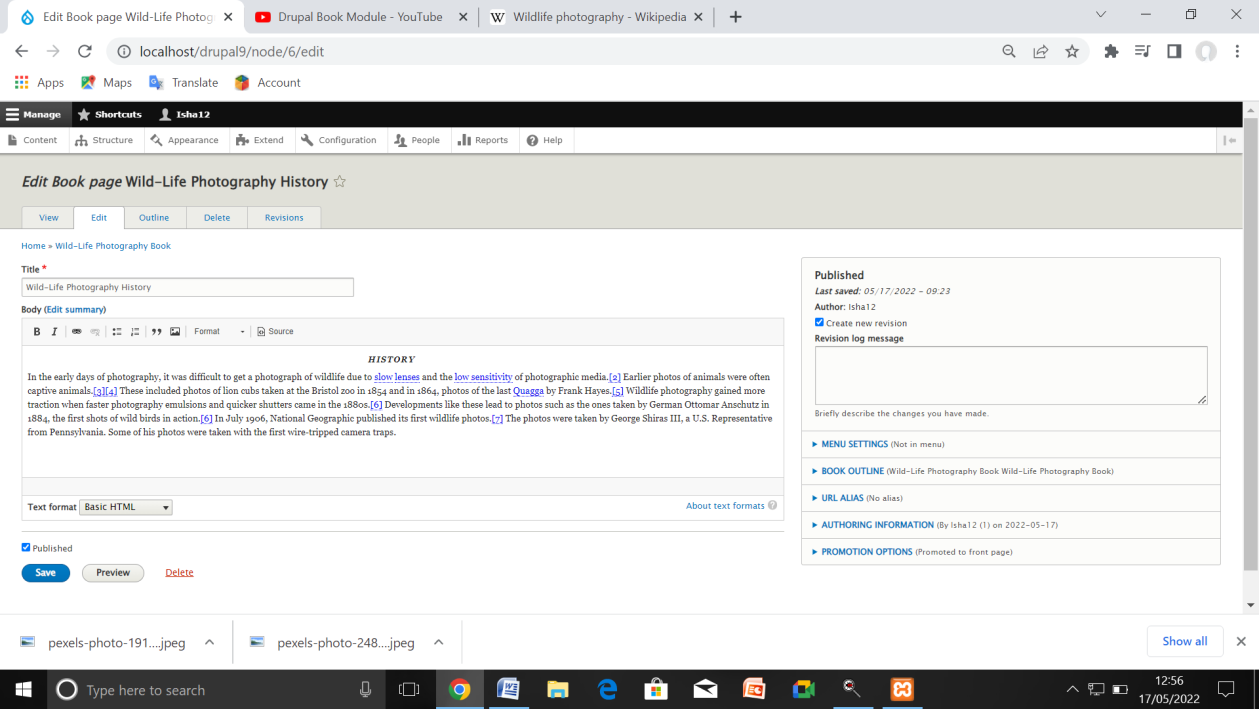 Edit Book page Wild-Life Photog
Drupal Book Module - YouTube
W Wildlife photography - Wikipedia
localhost/drupal9/node/6/edit
Apps Maps Translate Account
Manage Shortcuts Isha12
Content Structure Appearance Extend Configuration People Reports Help
Edit Book page Wild-Life Photography History
View Edit Outline Delete Revisions
Home » Wild-Life Photography Book
Title *
Wild-Life Photography History
Body (Edit summary)
B I Format Source
HISTORY
In the early days of photography, it was difficult to get a photograph of wildlife due to slow lenses and the low sensitivity of photographic media.[2] Earlier photos of animals were often
captive animals.[3][4] These included photos of lion cubs taken at the Bristol zoo in 1854 and in 1864, photos of the last Quagga by Frank Hayes.[5] Wildlife photography gained more
traction when faster photography emulsions and quicker shutters came in the 1880s.[6] Developments like these lead to photos such as the ones taken by German Ottomar Anschutz in
1884, the first shots of wild birds in action.[6] In July 1906, National Geographic published its first wildlife photos.[7] The photos were taken by George Shiras III, a U.S. Representative
from Pennsylvania. Some of his photos were taken with the first wire-tripped camera traps.
Text format Basic HTML
About text formats
Published
Save Preview Delete
Published
Last saved: 05/17/2022 - 09:23
Author: Isha12
Create new revision
Revision log message
Briefly describe the changes you have made.
MENU SETTINGS (Not in menu)
BOOK OUTLINE (Wild-Life Photography Book Wild-Life Photography Book)
URL ALIAS (No alias)
AUTHORING INFORMATION (By Isha12 (1) on 2022-05-17)
PROMOTION OPTIONS (Promoted to front page)
pexels-photo-191....jpeg
pexels-photo-248....jpeg
Show all
Type here to search
12:56
17/05/2022